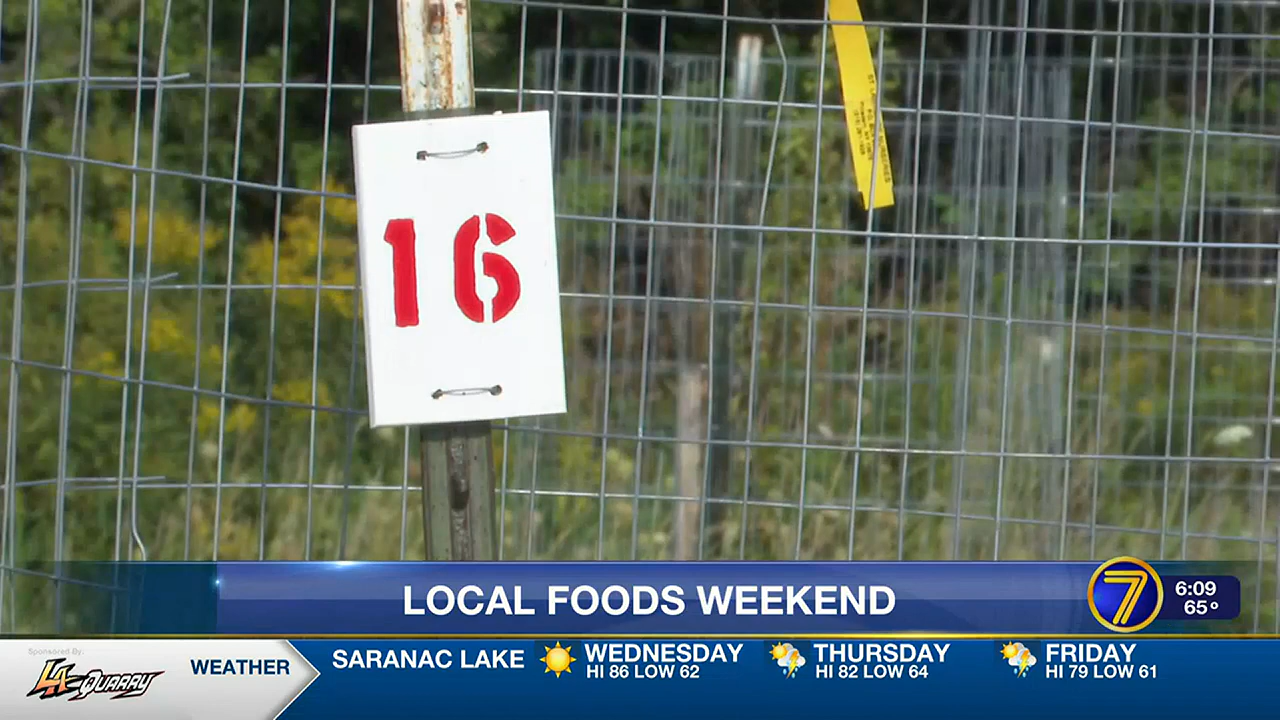 16
LOCAL FOODS WEEKEND
7
6:09
65°
Sponsored By:
LA Quarry
WEATHER
SARANAC LAKE
WEDNESDAY
HI 86 LOW 62
THURSDAY
HI 82 LOW 64
FRIDAY
HI 79 LOW 61